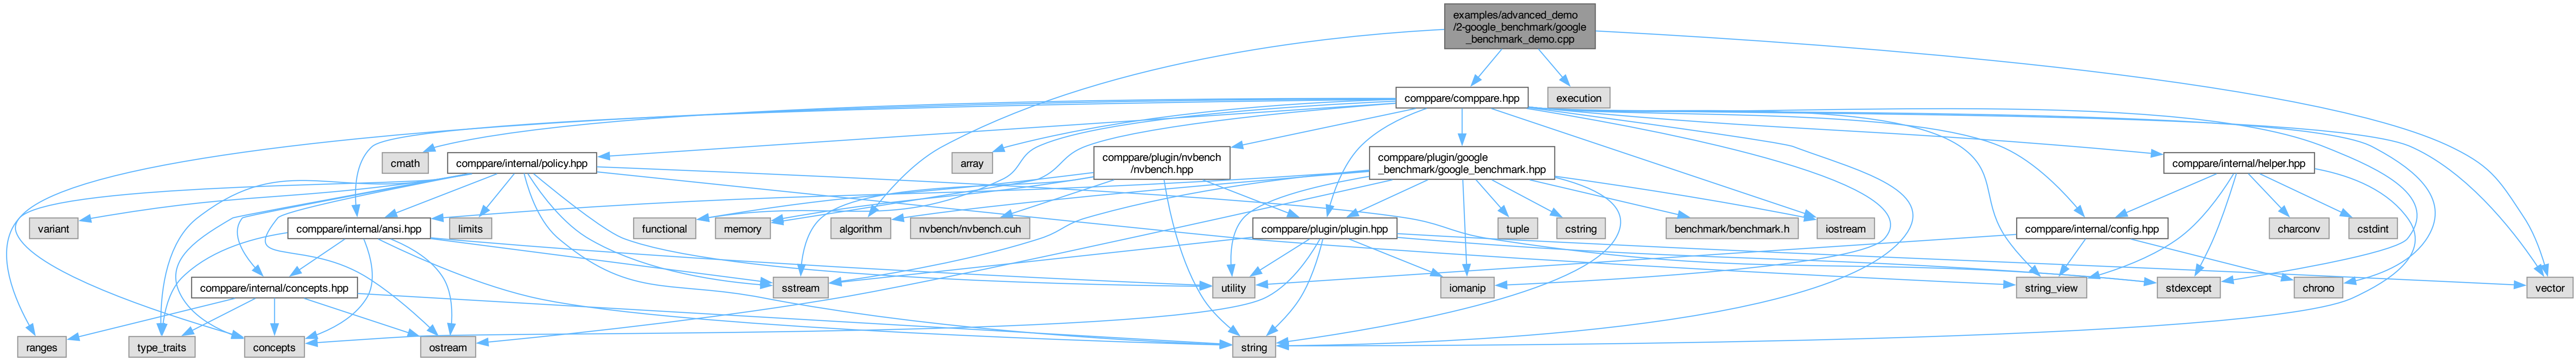 examples/advanced_demo
/2-google_benchmark/google
_benchmark_demo.cpp
comppare/comppare.hpp
execution
cmath
comppare/internal/policy.hpp
array
comppare/plugin/nvbench
/nvbench.hpp
comppare/plugin/google
_benchmark/google_benchmark.hpp
comppare/internal/helper.hpp
variant
comppare/internal/ansi.hpp
limits
functional
memory
algorithm
nvbench/nvbench.cuh
comppare/plugin/plugin.hpp
tuple
cstring
benchmark/benchmark.h
iostream
comppare/internal/config.hpp
charconv
cstdint
comppare/internal/concepts.hpp
sstream
utility
iomanip
string_view
stdexcept
chrono
vector
ranges
type_traits
concepts
ostream
string